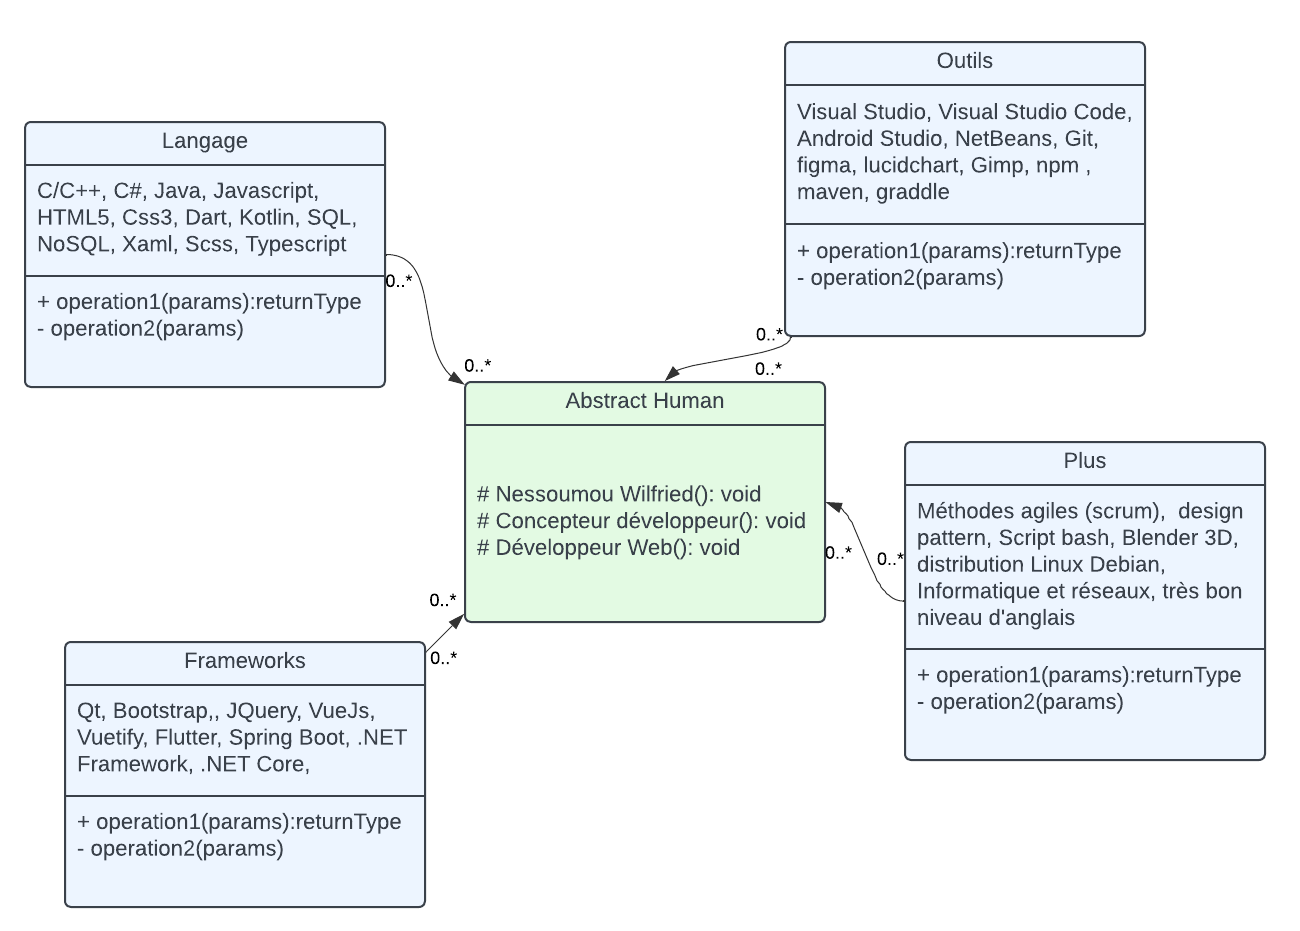 Outils
Visual Studio, Visual Studio Code,
Android Studio, NetBeans, Git,
figma, lucidchart, Gimp, npm ,
maven, graddle
+ operation1(params):returnType
- operation2(params)
Langage
C/C++, C#, Java, Javascript,
HTML5, Css3, Dart, Kotlin, SQL,
NoSQL, Xaml, Scss, Typescript
+ operation1(params):returnType
- operation2(params)
0..*
0..*
0..*
0..*
Abstract Human
# Nessoumou Wilfried(): void
# Concepteur développeur(): void
# Développeur Web(): void
Plus
Méthodes agiles (scrum),  design
pattern, Script bash, Blender 3D,
distribution Linux Debian,
Informatique et réseaux, très bon
niveau d'anglais
+ operation1(params):returnType
- operation2(params)
0..*
0..*
0..*
0..*
Frameworks
Qt, Bootstrap,, JQuery, VueJs,
Vuetify, Flutter, Spring Boot, .NET
Framework, .NET Core,
+ operation1(params):returnType
- operation2(params)